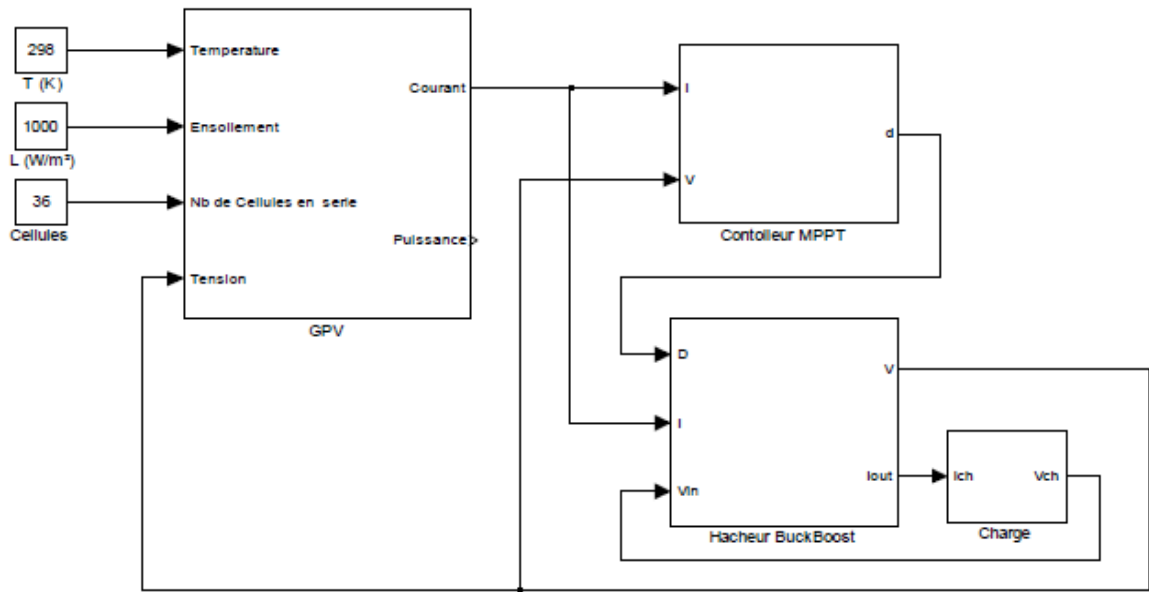 298
T (K)
1000
L (W/m²)
36
Cellules
Temperature
Ensollement
Nb de Cellules en serie
Tension
Courant
Puissance
GPV
I
V
d
Contolleur MPPT
D
I
Vin
V
Iout
Hacheur BuckBoost
Ich
Vch
Charge